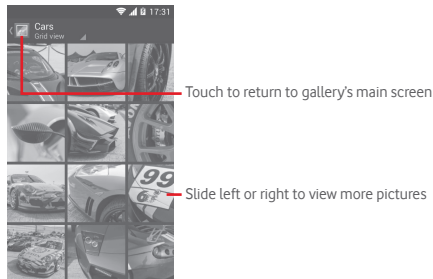 17:31
Cars
Grid view
Touch to return to gallery's main screen
99
Slide left or right to view more pictures